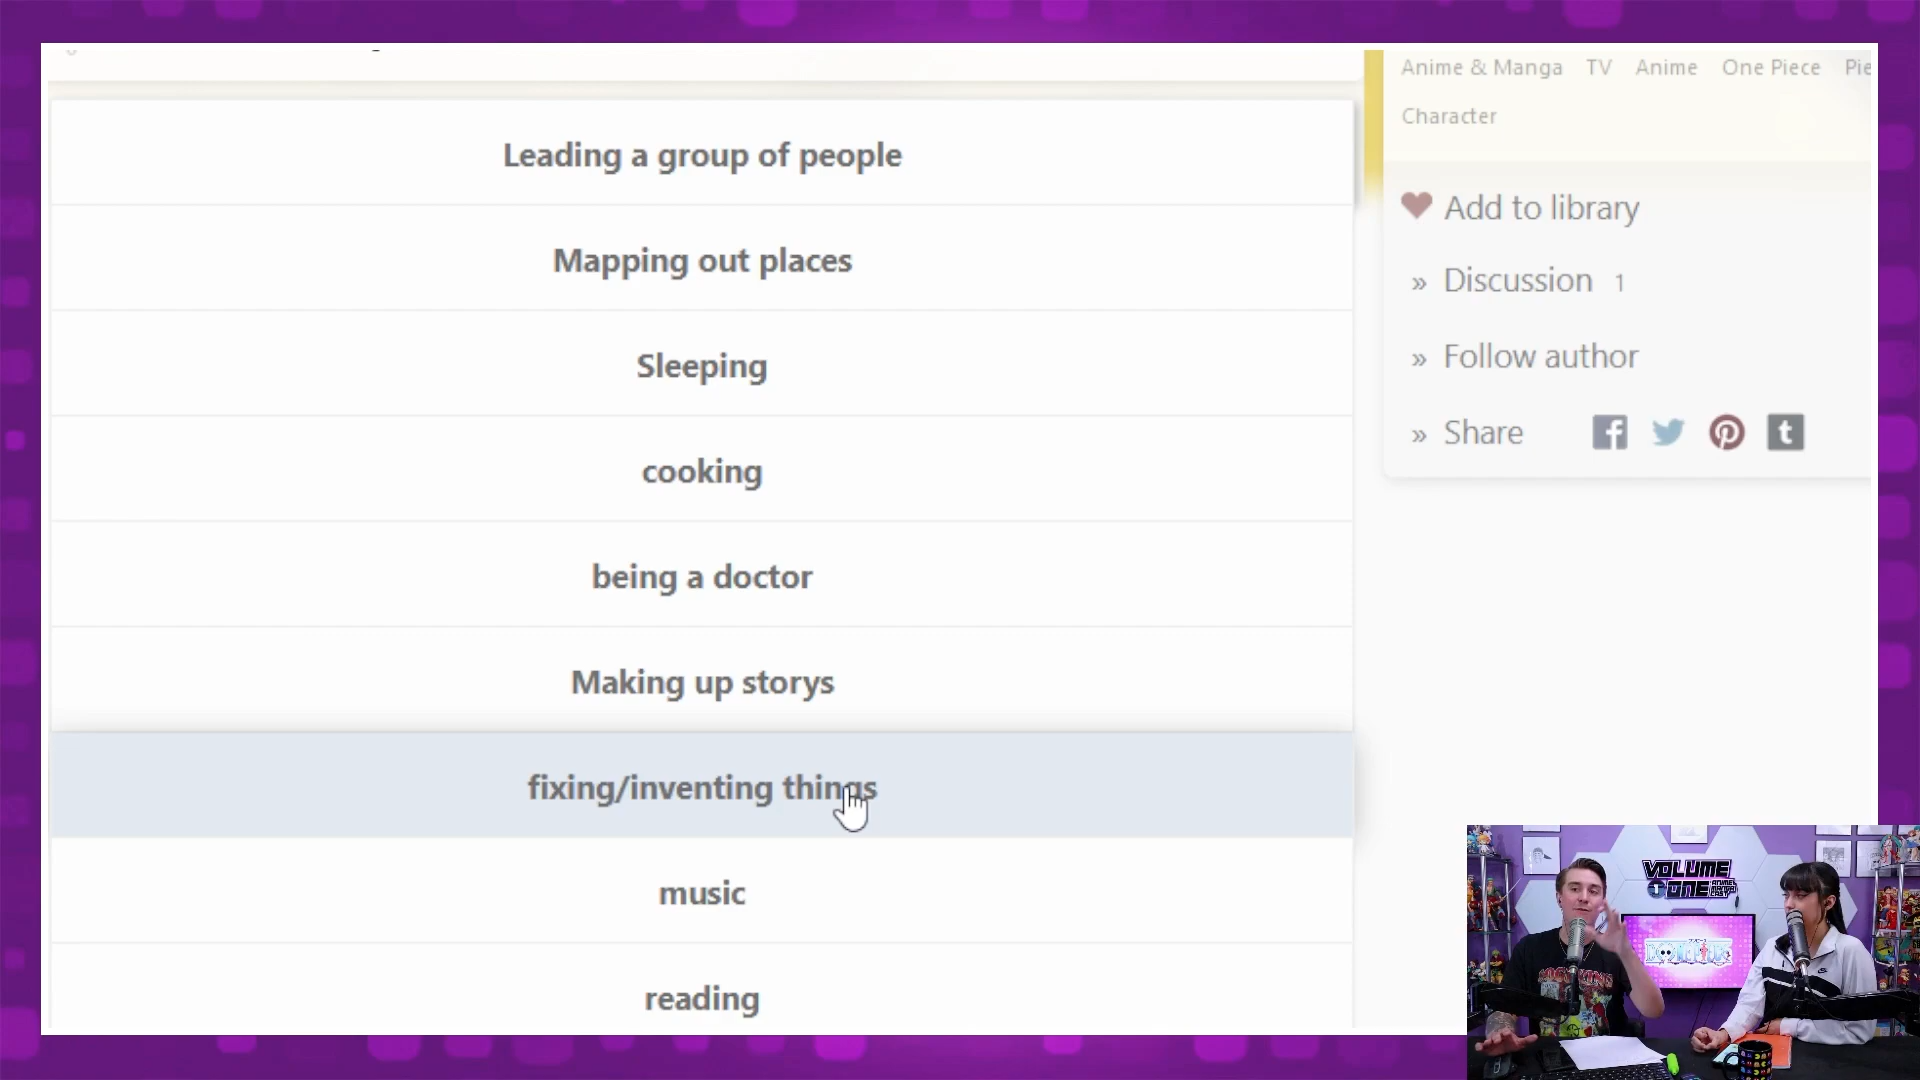 Anime & Manga TV Anime One Piece Pie
Character
Leading a group of people
Mapping out places
Sleeping
cooking
being a doctor
Making up storys
fixing/inventing things
music
reading
Add to library
» Discussion 1
» Follow author
» Share
VOLUME
ONE